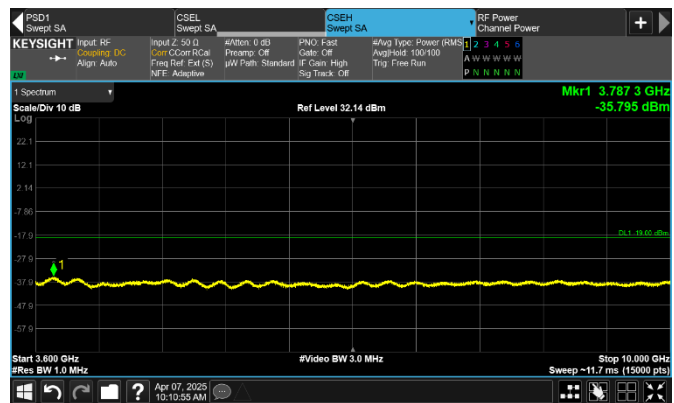 PSD1
Swept SA
CSEL
Swept SA
CSEH
Swept SA
RF Power
Channel Power
KEYSIGHT
Input: RF
Coupling: DC
Align: Auto
Input Z: 50 Ω
Corr CCorr RCal
Freq Ref: Ext (S)
NFE: Adaptive
#Atten: 0 dB
Preamp: Off
µW Path: Standard
PNO: Fast
Gate: Off
IF Gain: High
Sig Track: Off
#Avg Type: Power (RMS
Avg|Hold: 100/100
Trig: Free Run
1 2 3 4 5 6
A W W W W W
P N N N N N
LXI
1 Spectrum
Mkr1 3.787 3 GHz
Scale/Div 10 dB
Ref Level 32.14 dBm
-35.795 dBm
Log
22.1
12.1
2.14
-7.86
-17.9
DL1 -19.00 dBm
-27.9
1
-37.9
-47.9
-57.9
Start 3.600 GHz
#Video BW 3.0 MHz
Stop 10.000 GHz
#Res BW 1.0 MHz
Sweep ~11.7 ms (15000 pts)
?
Apr 07, 2025
10:10:55 AM